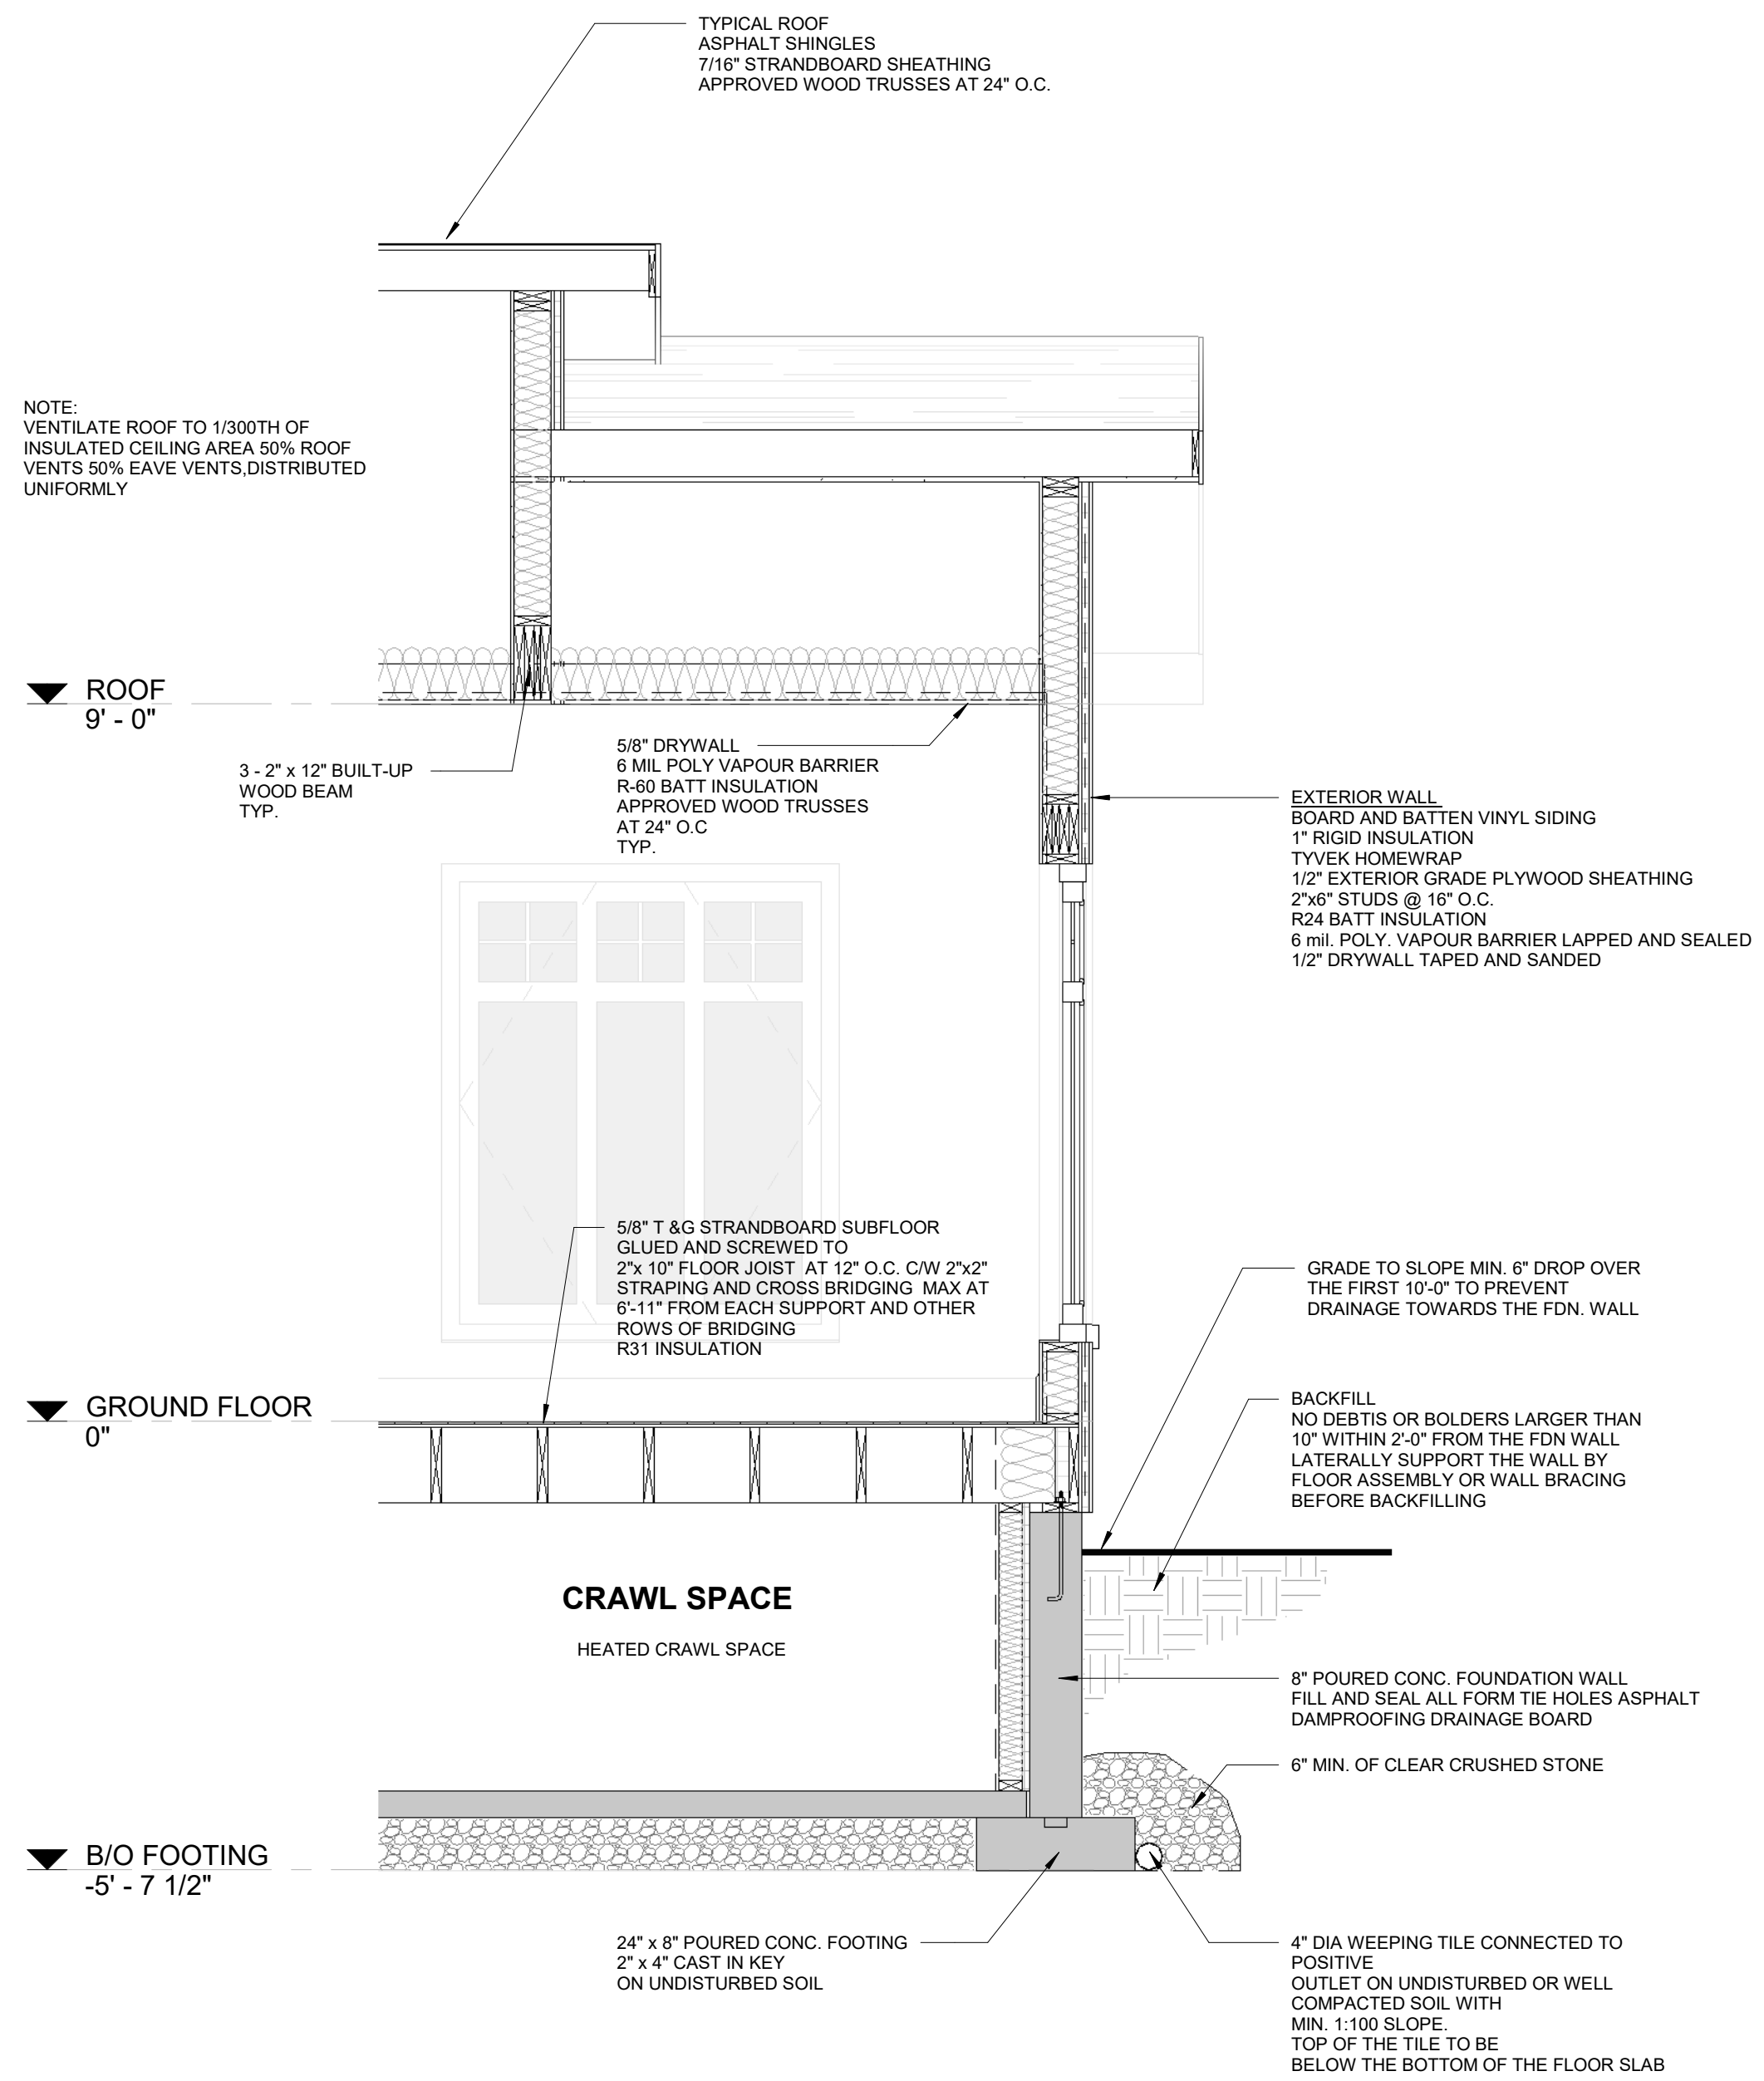 TYPICAL ROOF
ASPHALT SHINGLES
7/16" STRANDBOARD SHEATHING
APPROVED WOOD TRUSSES AT 24" O.C.
NOTE:
VENTILATE ROOF TO 1/300TH OF
INSULATED CEILING AREA 50% ROOF
VENTS 50% EAVE VENTS,DISTRIBUTED
UNIFORMLY
ROOF
9' - 0"
3 - 2" x 12" BUILT-UP
WOOD BEAM
TYP.
5/8" DRYWALL
6 MIL POLY VAPOUR BARRIER
R-60 BATT INSULATION
APPROVED WOOD TRUSSES
AT 24" O.C
TYP.
EXTERIOR WALL
BOARD AND BATTEN VINYL SIDING
1" RIGID INSULATION
TYVEK HOMEWRAP
1/2" EXTERIOR GRADE PLYWOOD SHEATHING
2"x6" STUDS @ 16" O.C.
R24 BATT INSULATION
6 mil. POLY. VAPOUR BARRIER LAPPED AND SEALED
1/2" DRYWALL TAPED AND SANDED
5/8" T &G STRANDBOARD SUBFLOOR
GLUED AND SCREWED TO
2"x 10" FLOOR JOIST AT 12" O.C. C/W 2"x2"
STRAPING AND CROSS BRIDGING MAX AT
6'-11" FROM EACH SUPPORT AND OTHER
ROWS OF BRIDGING
R31 INSULATION
GRADE TO SLOPE MIN. 6" DROP OVER
THE FIRST 10'-0" TO PREVENT
DRAINAGE TOWARDS THE FDN. WALL
GROUND FLOOR
0"
BACKFILL
NO DEBTIS OR BOLDERS LARGER THAN
10" WITHIN 2'-0" FROM THE FDN WALL
LATERALLY SUPPORT THE WALL BY
FLOOR ASSEMBLY OR WALL BRACING
BEFORE BACKFILLING
CRAWL SPACE
HEATED CRAWL SPACE
8" POURED CONC. FOUNDATION WALL
FILL AND SEAL ALL FORM TIE HOLES ASPHALT
DAMPROOFING DRAINAGE BOARD
6" MIN. OF CLEAR CRUSHED STONE
B/O FOOTING
-5' - 7 1/2"
24" x 8" POURED CONC. FOOTING
2" x 4" CAST IN KEY
ON UNDISTURBED SOIL
4" DIA WEEPING TILE CONNECTED TO
POSITIVE
OUTLET ON UNDISTURBED OR WELL
COMPACTED SOIL WITH
MIN. 1:100 SLOPE.
TOP OF THE TILE TO BE
BELOW THE BOTTOM OF THE FLOOR SLAB